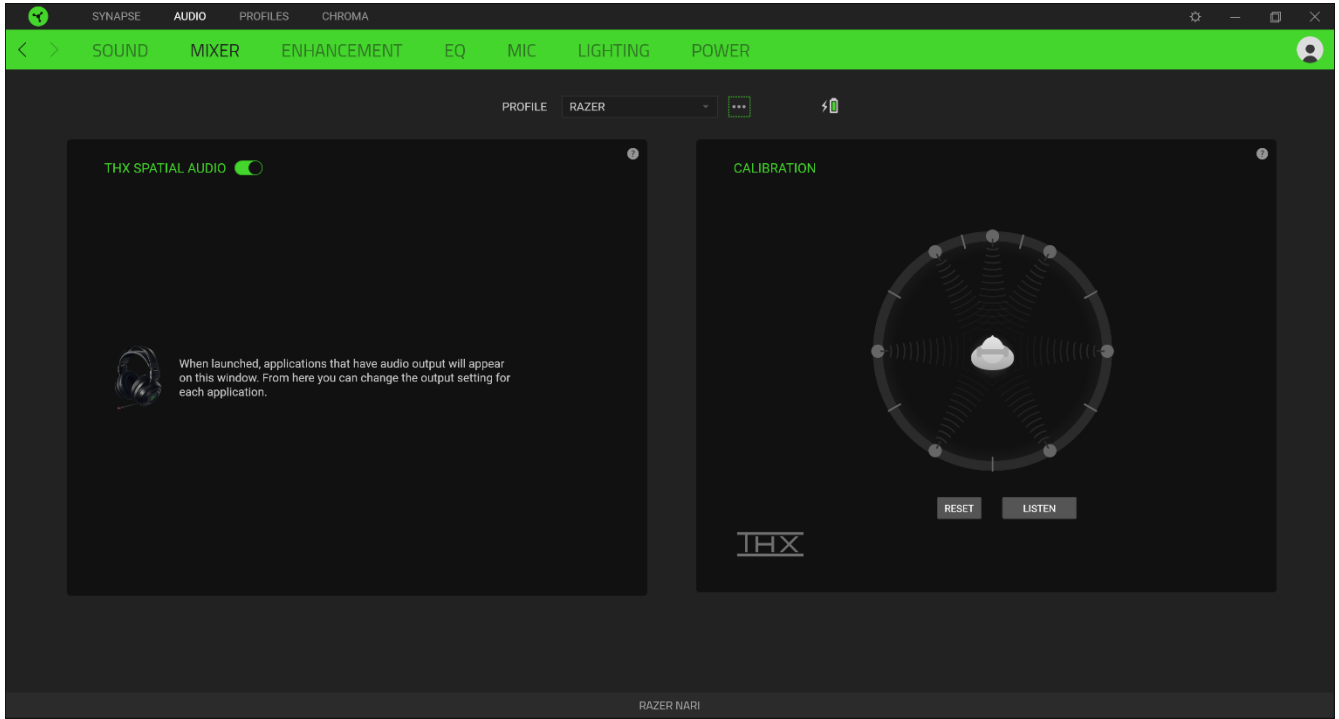 SYNAPSE AUDIO PROFILES CHROMA
SOUND MIXER ENHANCEMENT EQ MIC LIGHTING POWER
PROFILE RAZER
THX SPATIAL AUDIO
?
When launched, applications that have audio output will appear
on this window. From here you can change the output setting for
each application.
CALIBRATION
?
RESET LISTEN
THX
RAZER NARI